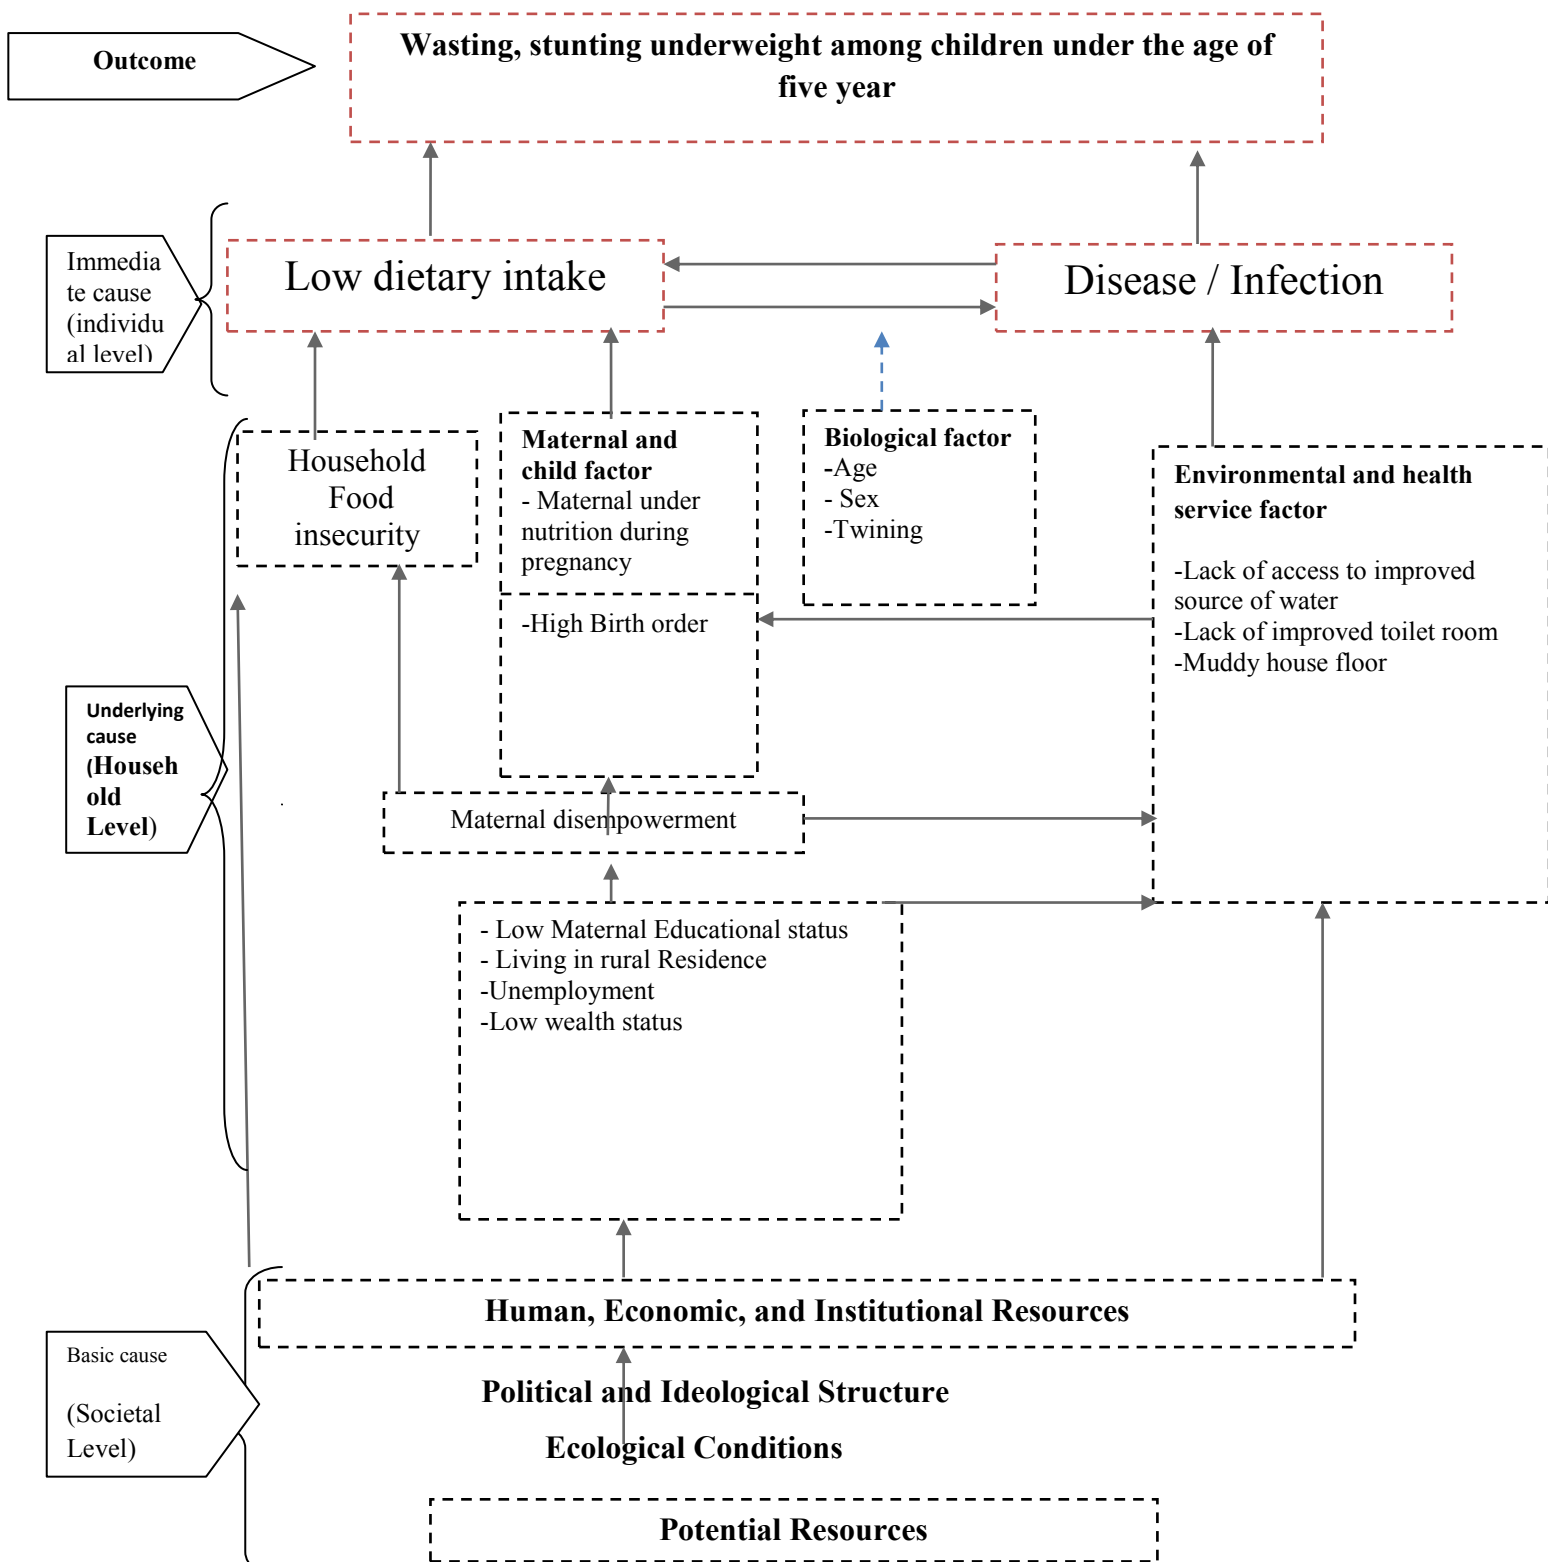 Outcome
Wasting, stunting underweight among children under the age of
five year
Immedia
te cause
(individu
al level)
Low dietary intake
Disease / Infection
Household
Food
insecurity
Maternal and
child factor
- Maternal under
nutrition during
pregnancy
-High Birth order
Biological factor
-Age
- Sex
-Twining
Environmental and health
service factor
-Lack of access to improved
source of water
-Lack of improved toilet room
-Muddy house floor
Underlying
cause
(Househ
old
Level)
.
Maternal disempowerment
- Low Maternal Educational status
- Living in rural Residence
-Unemployment
-Low wealth status
Basic cause
(Societal
Level)
Human, Economic, and Institutional Resources
Political and Ideological Structure
Ecological Conditions
Potential Resources